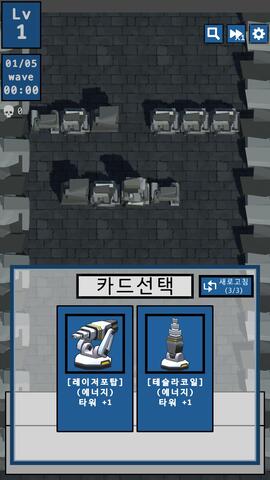 Lv
1
01/05
wave
00:00
0
카드선택
새로고침
(3/3)
[레이저포탑]
(에너지)
타워 +1
[테슬라코일]
(에너지)
타워 +1